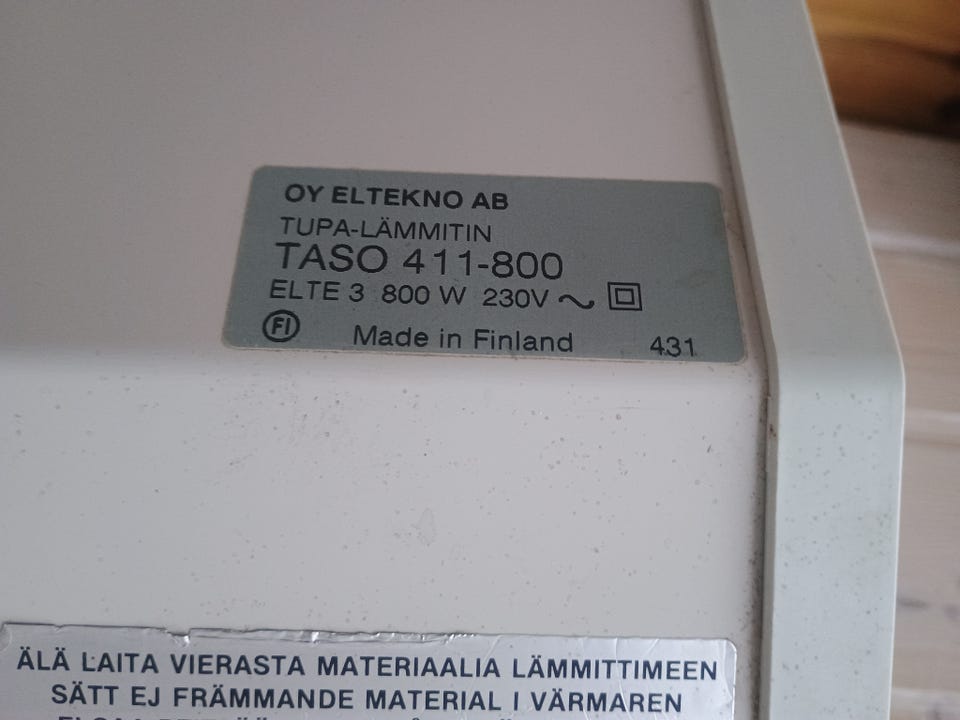 OY ELTEKNO AB
TUPA-LÄMMITIN
TASO 411-800
ELTE 3 800 W 230V ~
FI Made in Finland 431
ÄLÄ LAITA VIERASTA MATERIAALIA LÄMMITTIMEEN
SÄTT EJ FRÄMMANDE MATERIAL I VÄRMAREN